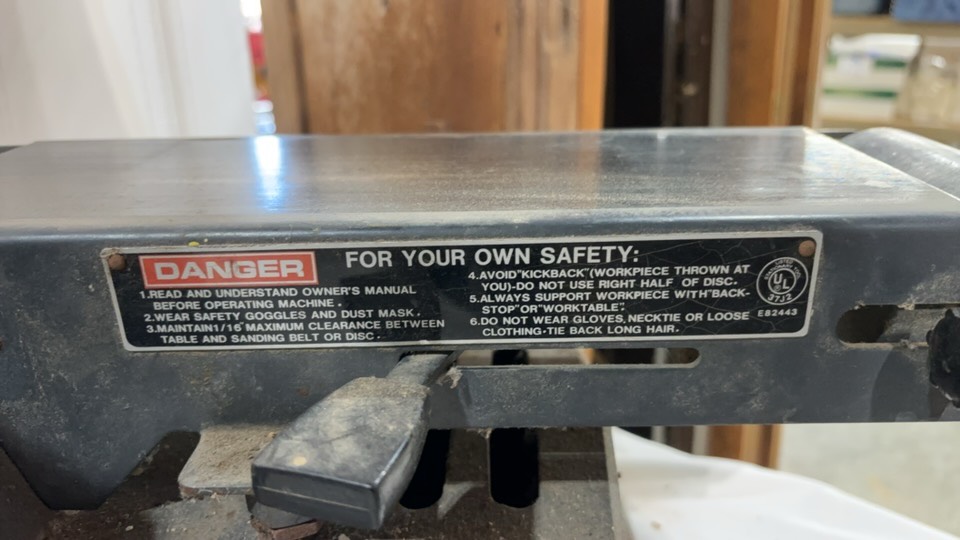 DANGER
FOR YOUR OWN SAFETY:
1.READ AND UNDERSTAND OWNER'S MANUAL
BEFORE OPERATING MACHINE.
2.WEAR SAFETY GOGGLES AND DUST MASK.
3.MAINTAIN1/16"MAXIMUM CLEARANCE BETWEEN
TABLE AND SANDING BELT OR DISC.
4.AVOID"KICKBACK"(WORKPIECE THROWN AT
YOU)-DO NOT USE RIGHT HALF OF DISC.
5.ALWAYS SUPPORT WORKPIECE WITH"BACK-
STOP"OR"WORKTABLE".
6.DO NOT WEAR GLOVES, NECKTIE OR LOOSE
CLOTHING-TIE BACK LONG HAIR.
UL
37J2
E82443